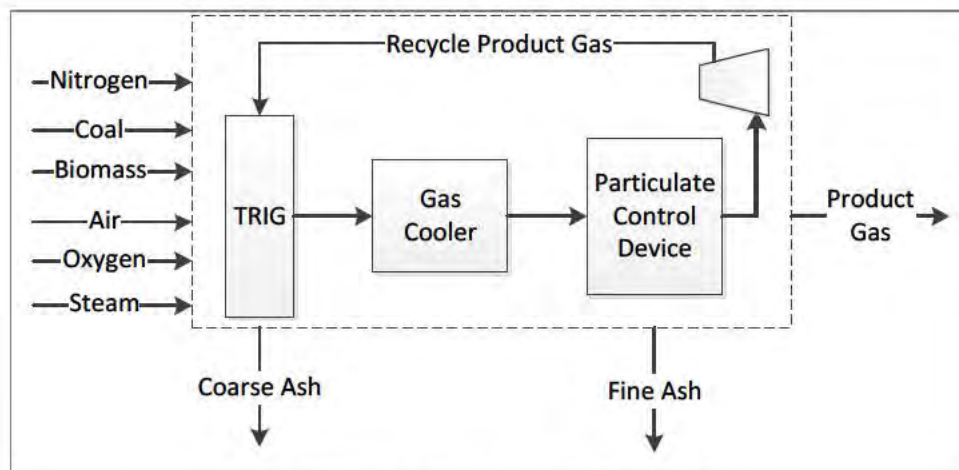 Recycle Product Gas
Nitrogen
Coal
Biomass
Air
Oxygen
Steam
TRIG
Gas
Cooler
Particulate
Control
Device
Product
Gas
Coarse Ash
Fine Ash